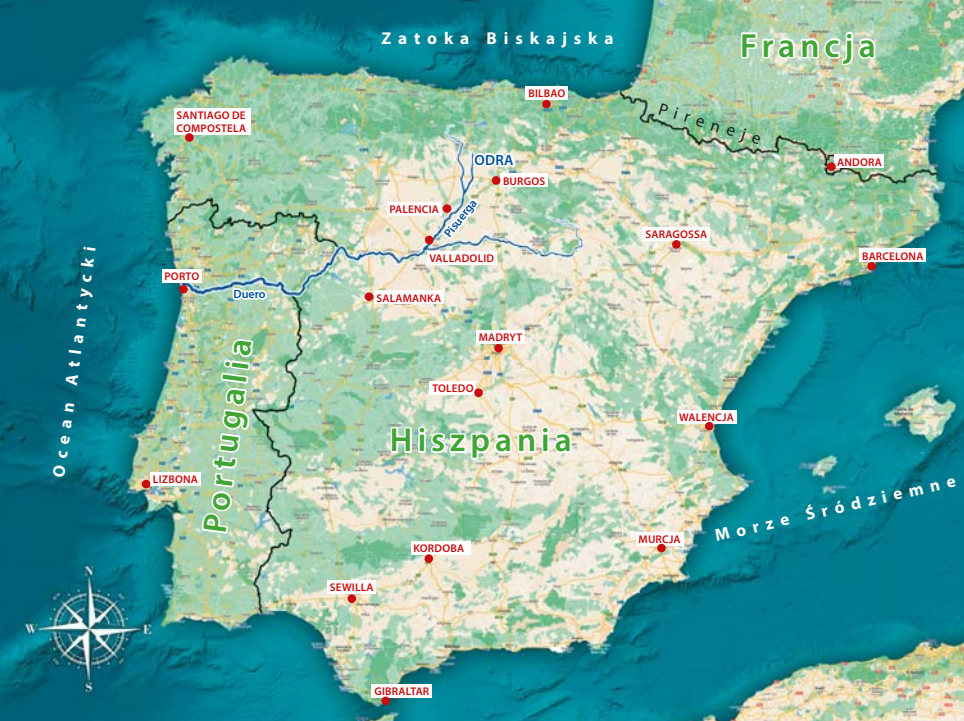 Zatoka Biskajska
Francja
BILBAO
SANTIAGO DE
COMPOSTELA
Pireneje
ANDORA
ODRA
BURGOS
PALENCIA
Pisuerga
SARAGOSSA
VALLADOLID
BARCELONA
PORTO
Duero
SALAMANKA
Ocean Atlantycki
MADRYT
Portugalia
TOLEDO
WALENCJA
Hiszpania
LIZBONA
Morze Śródziemne
MURCJA
KORDOBA
SEWILLA
N
W
E
S
GIBRALTAR